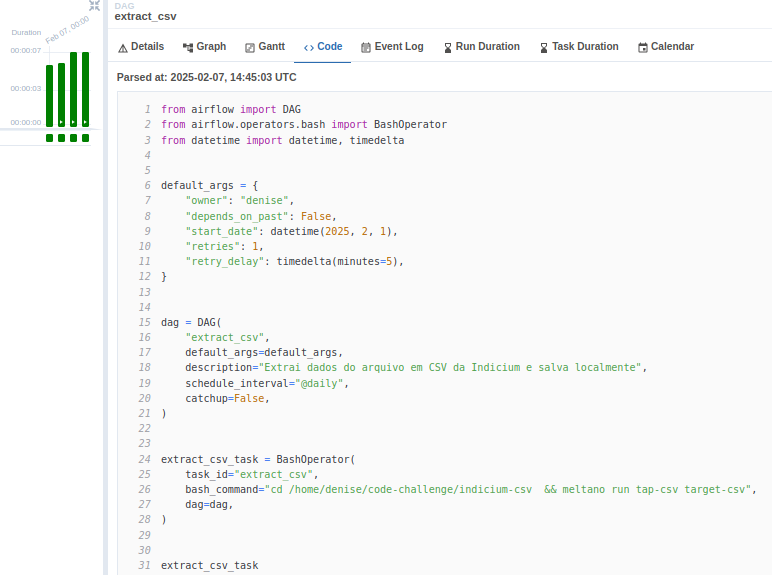 DAG
extract_csv
Duration
Feb 07, 00:00
00:00:07
00:00:03
00:00:00
Details Graph Gantt Code Event Log Run Duration Task Duration Calendar
Parsed at: 2025-02-07, 14:45:03 UTC
1 from airflow import DAG
2 from airflow.operators.bash import BashOperator
3 from datetime import datetime, timedelta
4
5
6 default_args = {
7     "owner": "denise",
8     "depends_on_past": False,
9     "start_date": datetime(2025, 2, 1),
10     "retries": 1,
11     "retry_delay": timedelta(minutes=5),
12 }
13
14
15 dag = DAG(
16     "extract_csv",
17     default_args=default_args,
18     description="Extrai dados do arquivo em CSV da Indicium e salva localmente",
19     schedule_interval="@daily",
20     catchup=False,
21 )
22
23
24 extract_csv_task = BashOperator(
25     task_id="extract_csv",
26     bash_command="cd /home/denise/code-challenge/indicium-csv  && meltano run tap-csv target-csv",
27     dag=dag,
28 )
29
30
31 extract_csv_task